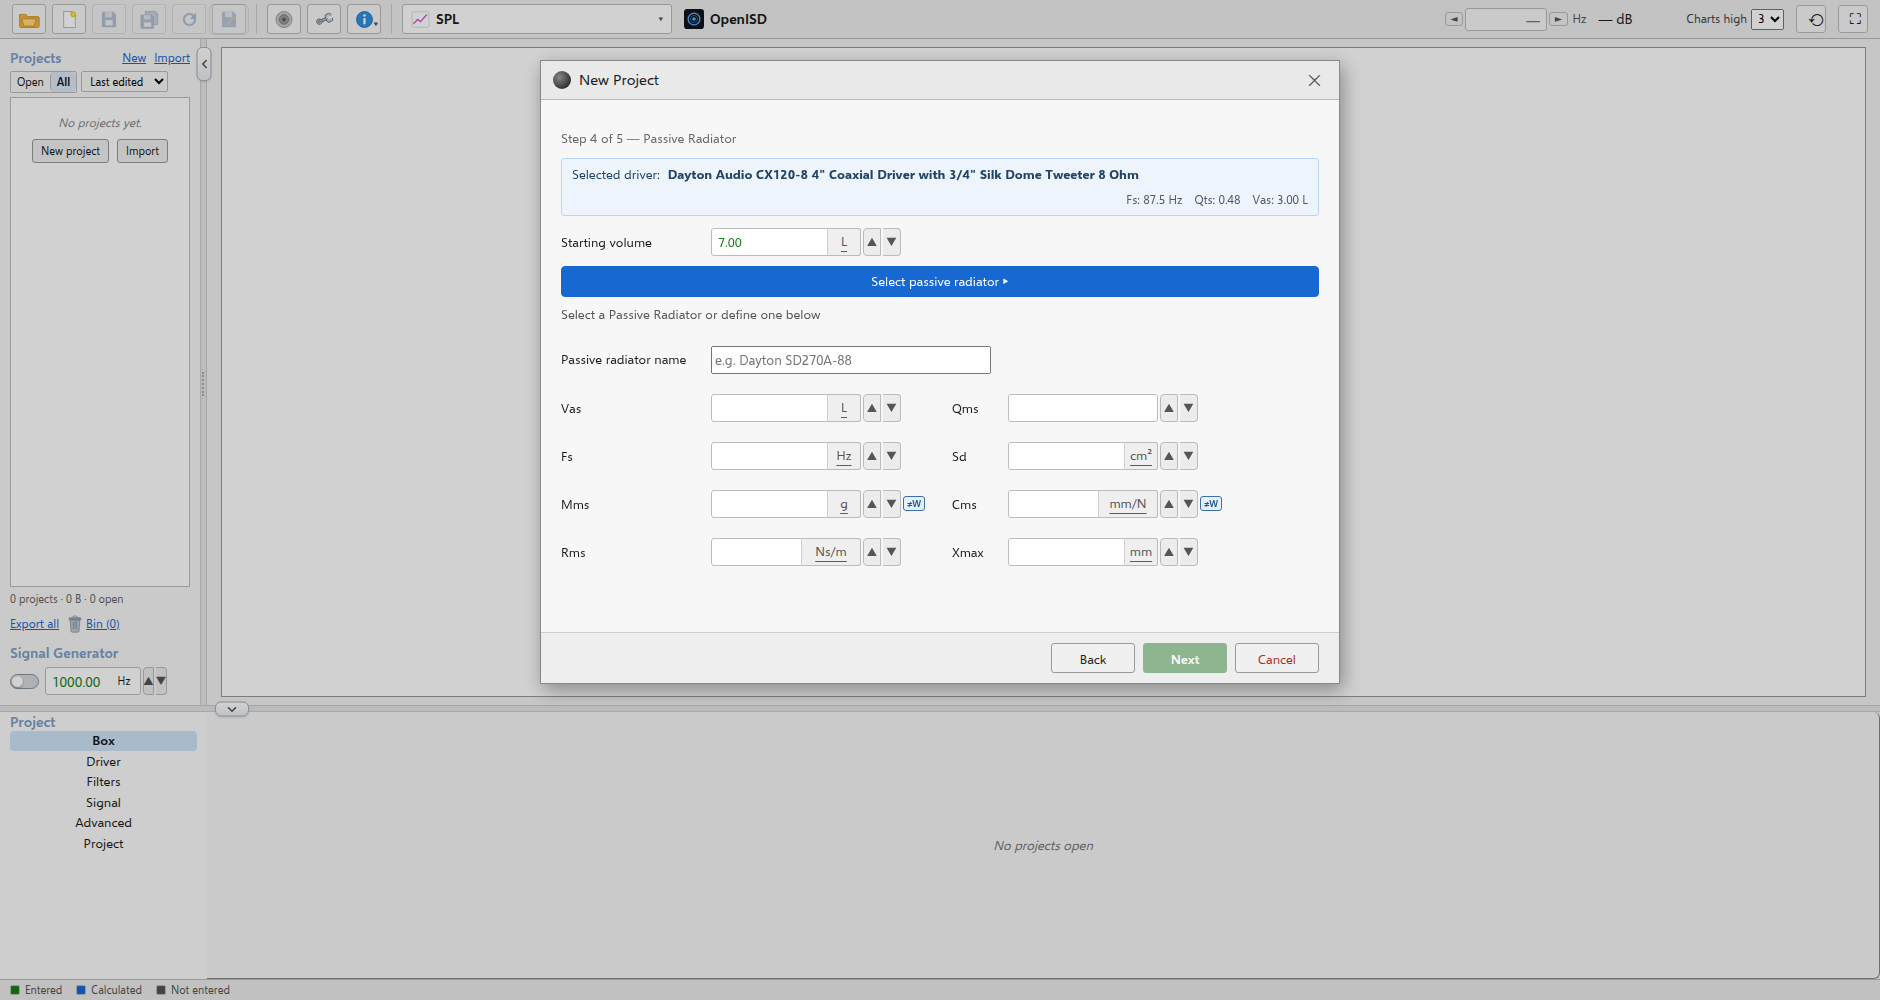 SPL
OpenISD
— Hz — dB
Charts high 3
Projects New Import
Open All Last edited
No projects yet.
New project Import
0 projects · 0 B · 0 open
Export all Bin (0)
Signal Generator
1000.00 Hz
New Project
Step 4 of 5 — Passive Radiator
Selected driver: Dayton Audio CX120-8 4" Coaxial Driver with 3/4" Silk Dome Tweeter 8 Ohm
Fs: 87.5 Hz Qts: 0.48 Vas: 3.00 L
Starting volume 7.00 L
Select passive radiator
Select a Passive Radiator or define one below
Passive radiator name e.g. Dayton SD270A-88
Vas L Qms
Fs Hz Sd cm²
Mms g ≠W Cms mm/N ≠W
Rms Ns/m Xmax mm
Back Next Cancel
Project
Box
Driver
Filters
Signal
Advanced
Project
No projects open
Entered Calculated Not entered